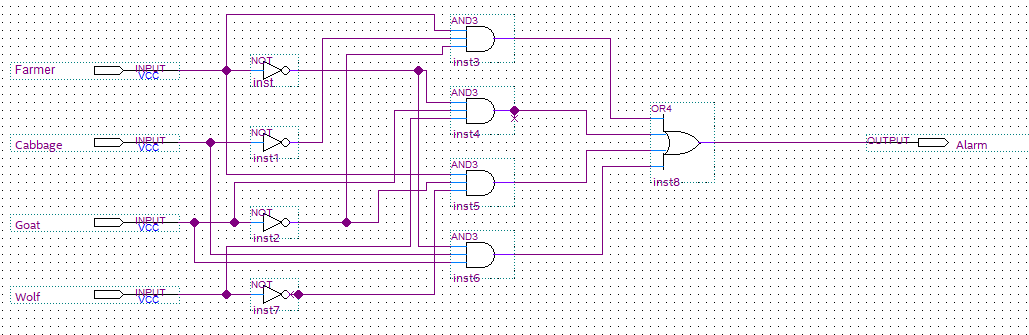 AND3
inst3
Farmer
INPUT
VCC
NOT
inst
AND3
inst4
OR4
inst8
Cabbage
INPUT
VCC
NOT
inst1
OUTPUT
Alarm
AND3
inst5
Goat
INPUT
VCC
NOT
inst2
AND3
inst6
Wolf
INPUT
VCC
NOT
inst7